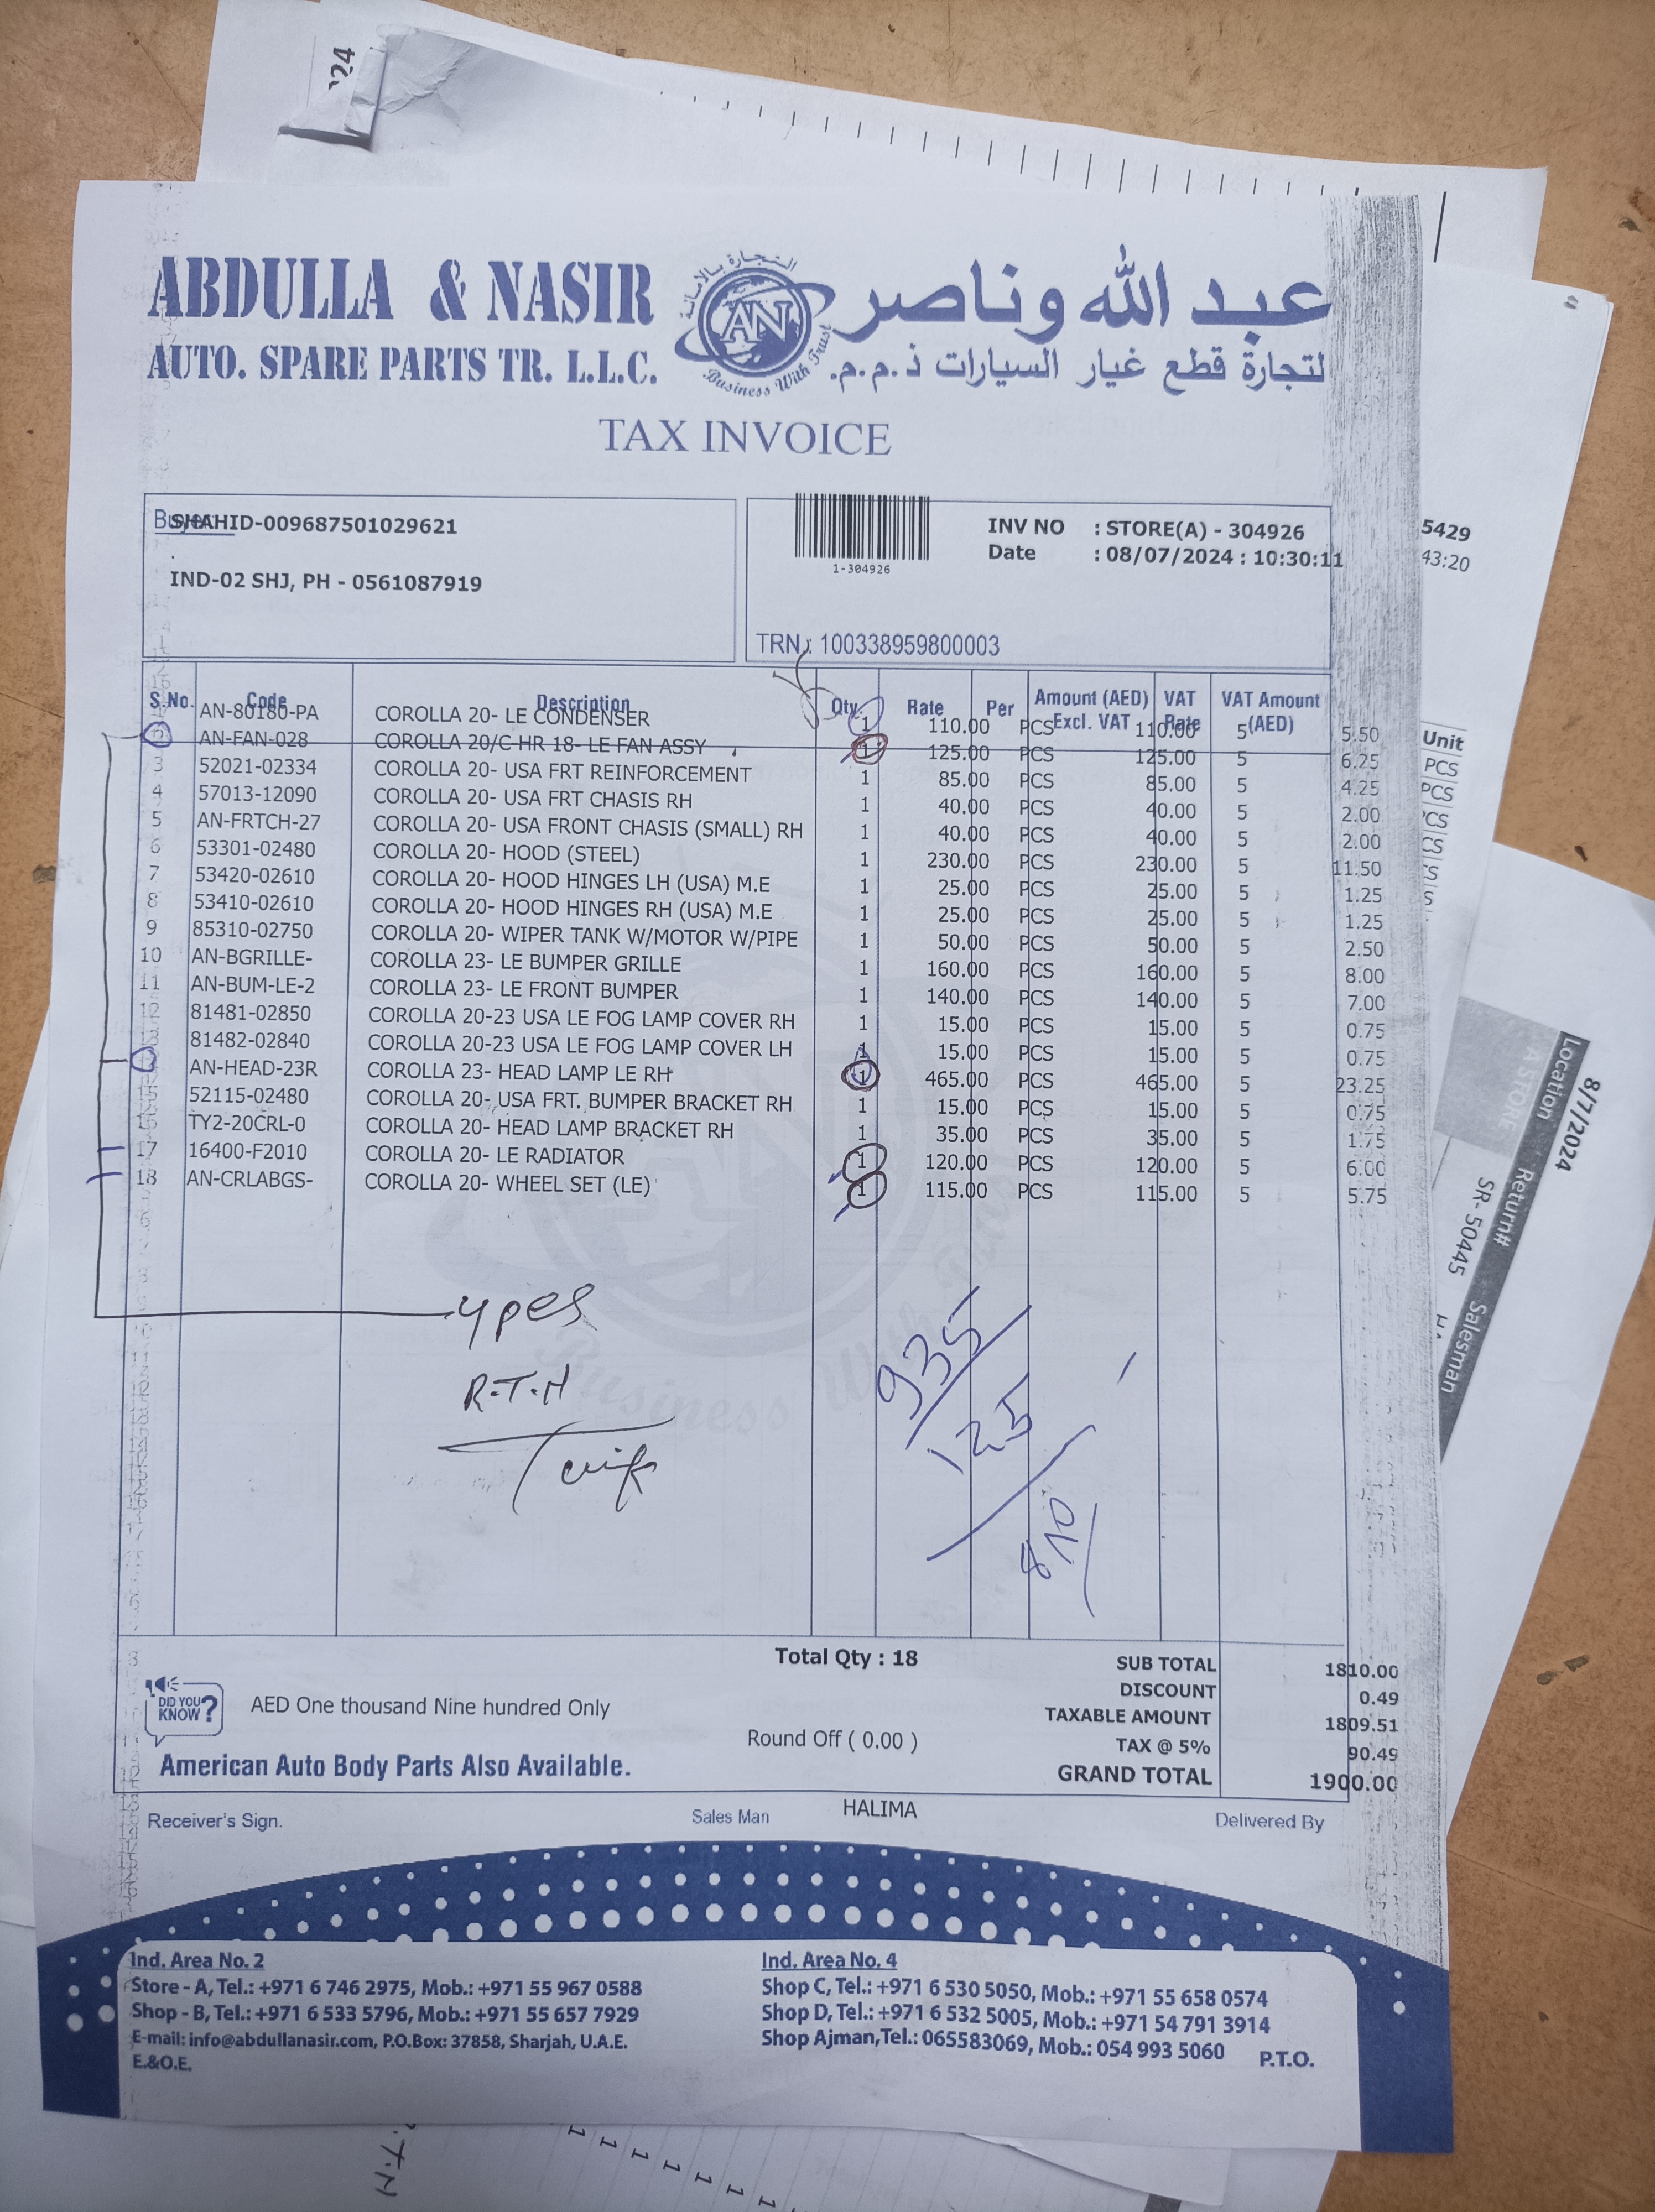 024
ABDULLA & NASIR
AUTO. SPARE PARTS TR. L.L.C.
التجارة بالأمانة
AN
Business With Trust
عبد الله وناصر
لتجارة قطع غيار السيارات ذ.م.م.
TAX INVOICE
Buyer:
SHAHID-009687501029621
.
IND-02 SHJ, PH - 0561087919
1-304926
INV NO : STORE(A) - 304926
Date : 08/07/2024 : 10:30:11
TRN : 100338959800003
S.No. Code Description Qty. Rate Per Amount (AED) Excl. VAT VAT Rate VAT Amount (AED)
AN-80180-PA COROLLA 20- LE CONDENSER 1 110.00 PCS 110.00 5 5.50
2 AN-FAN-028 COROLLA 20/C-HR 18- LE FAN ASSY 1 125.00 PCS 125.00 5 6.25
3 52021-02334 COROLLA 20- USA FRT REINFORCEMENT 1 85.00 PCS 85.00 5 4.25
4 57013-12090 COROLLA 20- USA FRT CHASIS RH 1 40.00 PCS 40.00 5 2.00
5 AN-FRTCH-27 COROLLA 20- USA FRONT CHASIS (SMALL) RH 1 40.00 PCS 40.00 5 2.00
6 53301-02480 COROLLA 20- HOOD (STEEL) 1 230.00 PCS 230.00 5 11.50
7 53420-02610 COROLLA 20- HOOD HINGES LH (USA) M.E 1 25.00 PCS 25.00 5 1.25
8 53410-02610 COROLLA 20- HOOD HINGES RH (USA) M.E 1 25.00 PCS 25.00 5 1.25
9 85310-02750 COROLLA 20- WIPER TANK W/MOTOR W/PIPE 1 50.00 PCS 50.00 5 2.50
10 AN-BGRILLE- COROLLA 23- LE BUMPER GRILLE 1 160.00 PCS 160.00 5 8.00
11 AN-BUM-LE-2 COROLLA 23- LE FRONT BUMPER 1 140.00 PCS 140.00 5 7.00
12 81481-02850 COROLLA 20-23 USA LE FOG LAMP COVER RH 1 15.00 PCS 15.00 5 0.75
13 81482-02840 COROLLA 20-23 USA LE FOG LAMP COVER LH 1 15.00 PCS 15.00 5 0.75
AN-HEAD-23R COROLLA 23- HEAD LAMP LE RH 1 465.00 PCS 465.00 5 23.25
15 52115-02480 COROLLA 20- USA FRT. BUMPER BRACKET RH 1 15.00 PCS 15.00 5 0.75
16 TY2-20CRL-0 COROLLA 20- HEAD LAMP BRACKET RH 1 35.00 PCS 35.00 5 1.75
17 16400-F2010 COROLLA 20- LE RADIATOR 1 120.00 PCS 120.00 5 6.00
18 AN-CRLABGS- COROLLA 20- WHEEL SET (LE) 1 115.00 PCS 115.00 5 5.75
4 pes
R.T.N
935
125
810
Total Qty : 18
SUB TOTAL 1810.00
DISCOUNT 0.49
TAXABLE AMOUNT 1809.51
TAX @ 5% 90.49
GRAND TOTAL 1900.00
DID YOU KNOW?
AED One thousand Nine hundred Only
Round Off ( 0.00 )
American Auto Body Parts Also Available.
Receiver's Sign.
Sales Man HALIMA
Delivered By
Ind. Area No. 2
Store - A, Tel.: +971 6 746 2975, Mob.: +971 55 967 0588
Shop - B, Tel.: +971 6 533 5796, Mob.: +971 55 657 7929
E-mail: info@abdullanasir.com, P.O.Box: 37858, Sharjah, U.A.E.
E.&O.E.
Ind. Area No. 4
Shop C, Tel.: +971 6 530 5050, Mob.: +971 55 658 0574
Shop D, Tel.: +971 6 532 5005, Mob.: +971 54 791 3914
Shop Ajman, Tel.: 065583069, Mob.: 054 993 5060
P.T.O.
5429
43:20
Unit
PCS
PCS
CS
CS
S
S
8/7/2024
Location Return# Salesman
A STORE SR- 50445
.T.N
1 1 1 1 1 1 1